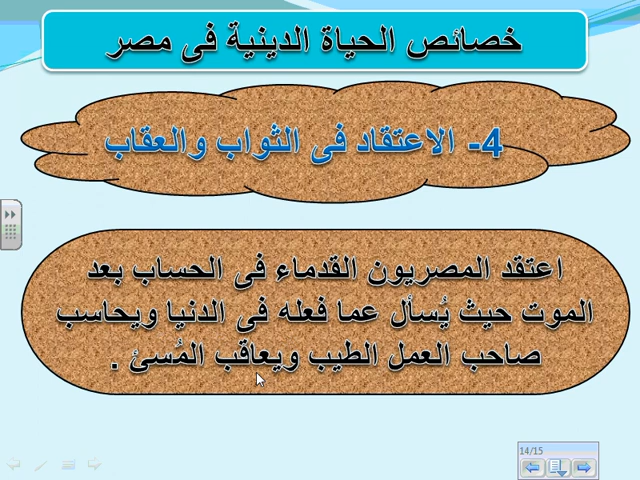 خصائص الحياة الدينية فى مصر
4- الاعتقاد فى الثواب والعقاب
اعتقد المصريون القدماء فى الحساب بعد
الموت حيث يُسأل عما فعله فى الدنيا ويحاسب
صاحب العمل الطيب ويعاقب المُسئ .
14/15